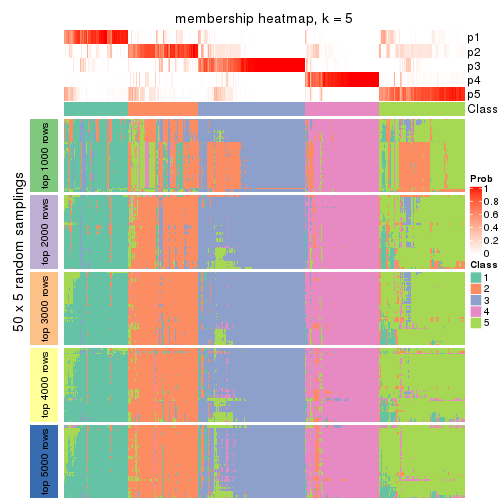 membership heatmap, k = 5
p1
p2
p3
p4
p5
Class
50 x 5 random samplings
top 1000 rows
top 2000 rows
top 3000 rows
top 4000 rows
top 5000 rows
Prob
1
0.8
0.6
0.4
0.2
0
Class
1
2
3
4
5